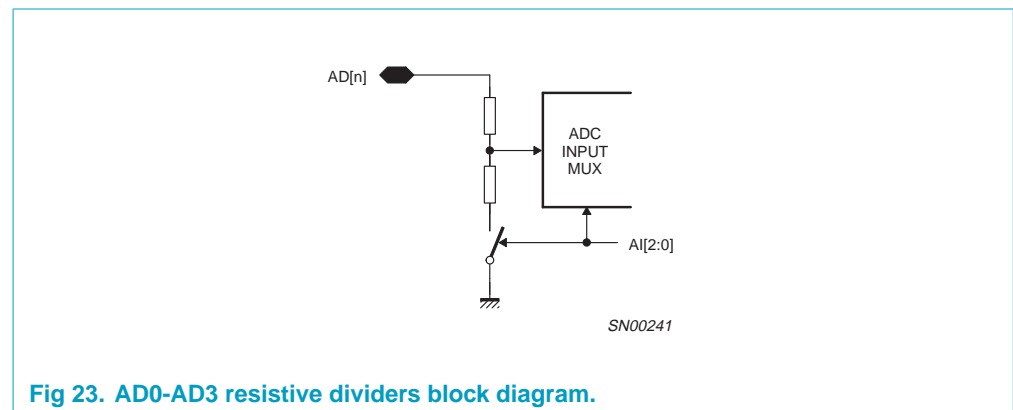 AD[n]
ADC
INPUT
MUX
AI[2:0]
SN00241
Fig 23. AD0-AD3 resistive dividers block diagram.